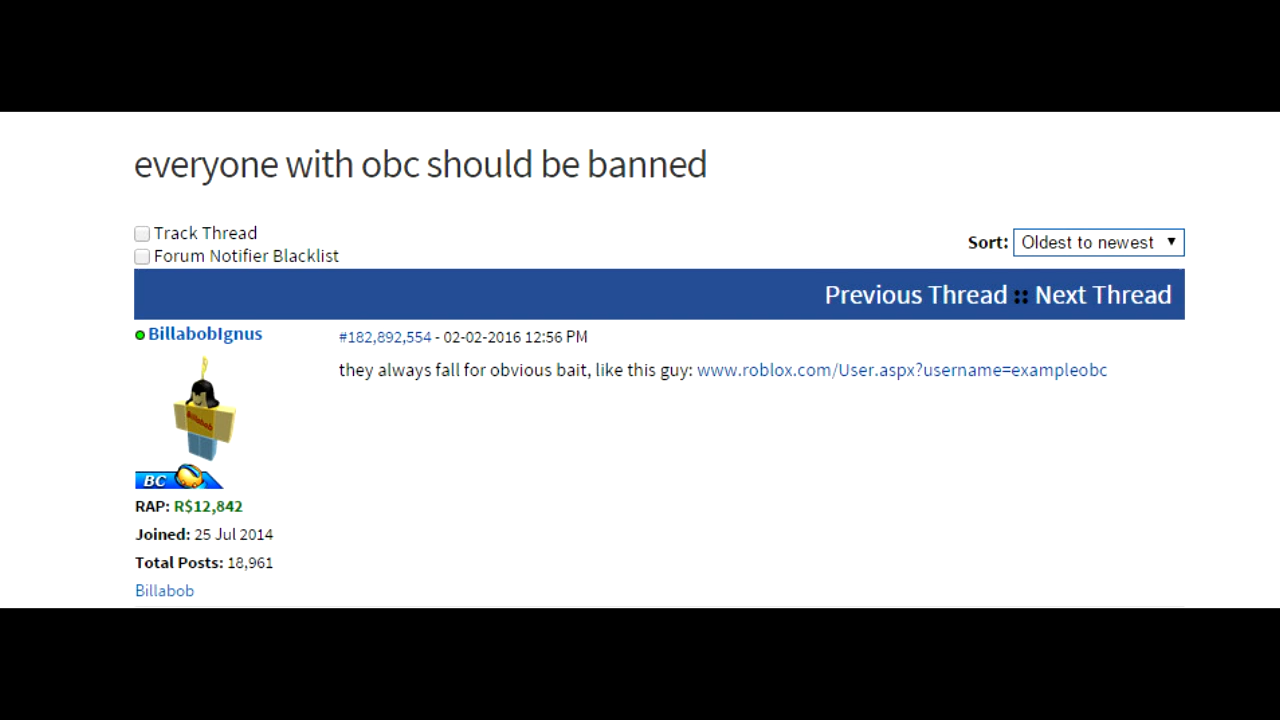 everyone with obc should be banned
Track Thread
Forum Notifier Blacklist
Sort: Oldest to newest
Previous Thread :: Next Thread
BillabobIgnus
#182,892,554 - 02-02-2016 12:56 PM
they always fall for obvious bait, like this guy: www.roblox.com/User.aspx?username=exampleobc
Billabob
BC
RAP: R$12,842
Joined: 25 Jul 2014
Total Posts: 18,961
Billabob